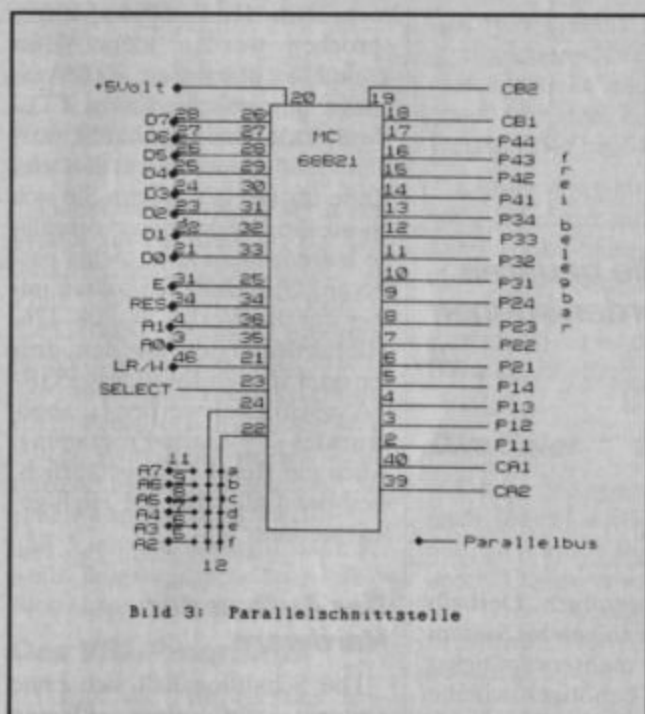 +5Volt 20 19 CB2
D7 28 26 MC 18 CB1
D6 27 27 68B21 17 P44
D5 26 28 16 P43
D4 25 29 15 P42
D3 24 30 14 P41
D2 23 31 13 P34
D1 32 12 P33
D0 21 33 11 P32
E 31 25 10 P31
RES 34 34 9 P24
A1 4 36 8 P23
A0 3 35 7 P22
LR/W 46 21 6 P21
SELECT 23 5 P14
24 4 P13
22 3 P12
2 P11
40 CA1
39 CA2
frei belegbar
11
A7 a
A6 b
A5 c
A4 d
A3 e
A2 f
12
Parallelbus
Bild 3: Parallelschnittstelle